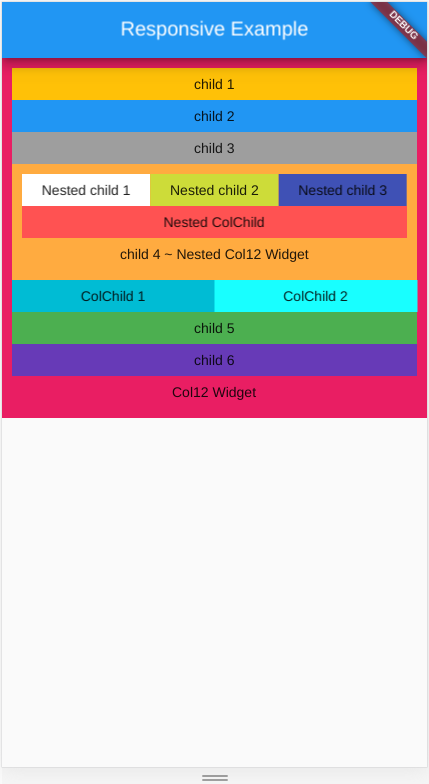 Responsive Example
DEBUG
child 1
child 2
child 3
Nested child 1 Nested child 2 Nested child 3
Nested ColChild
child 4 ~ Nested Col12 Widget
ColChild 1 ColChild 2
child 5
child 6
Col12 Widget